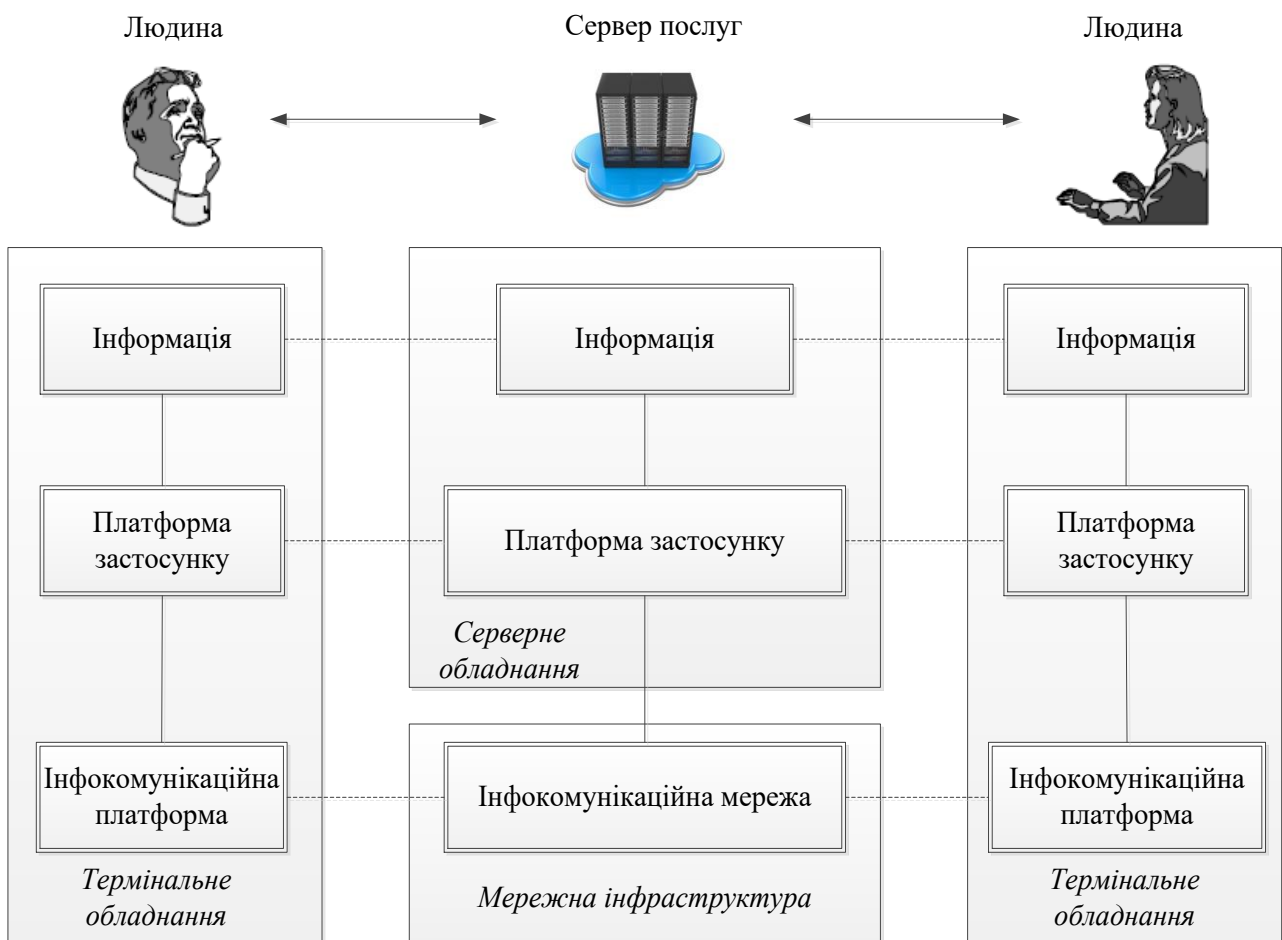 Людина
Сервер послуг
Людина
Інформація
Інформація
Інформація
Платформа
застосунку
Платформа застосунку
Платформа
застосунку
Серверне
обладнання
Інфокомунікаційна
платформа
Інфокомунікаційна мережа
Інфокомунікаційна
платформа
Термінальне
обладнання
Мережна інфраструктура
Термінальне
обладнання